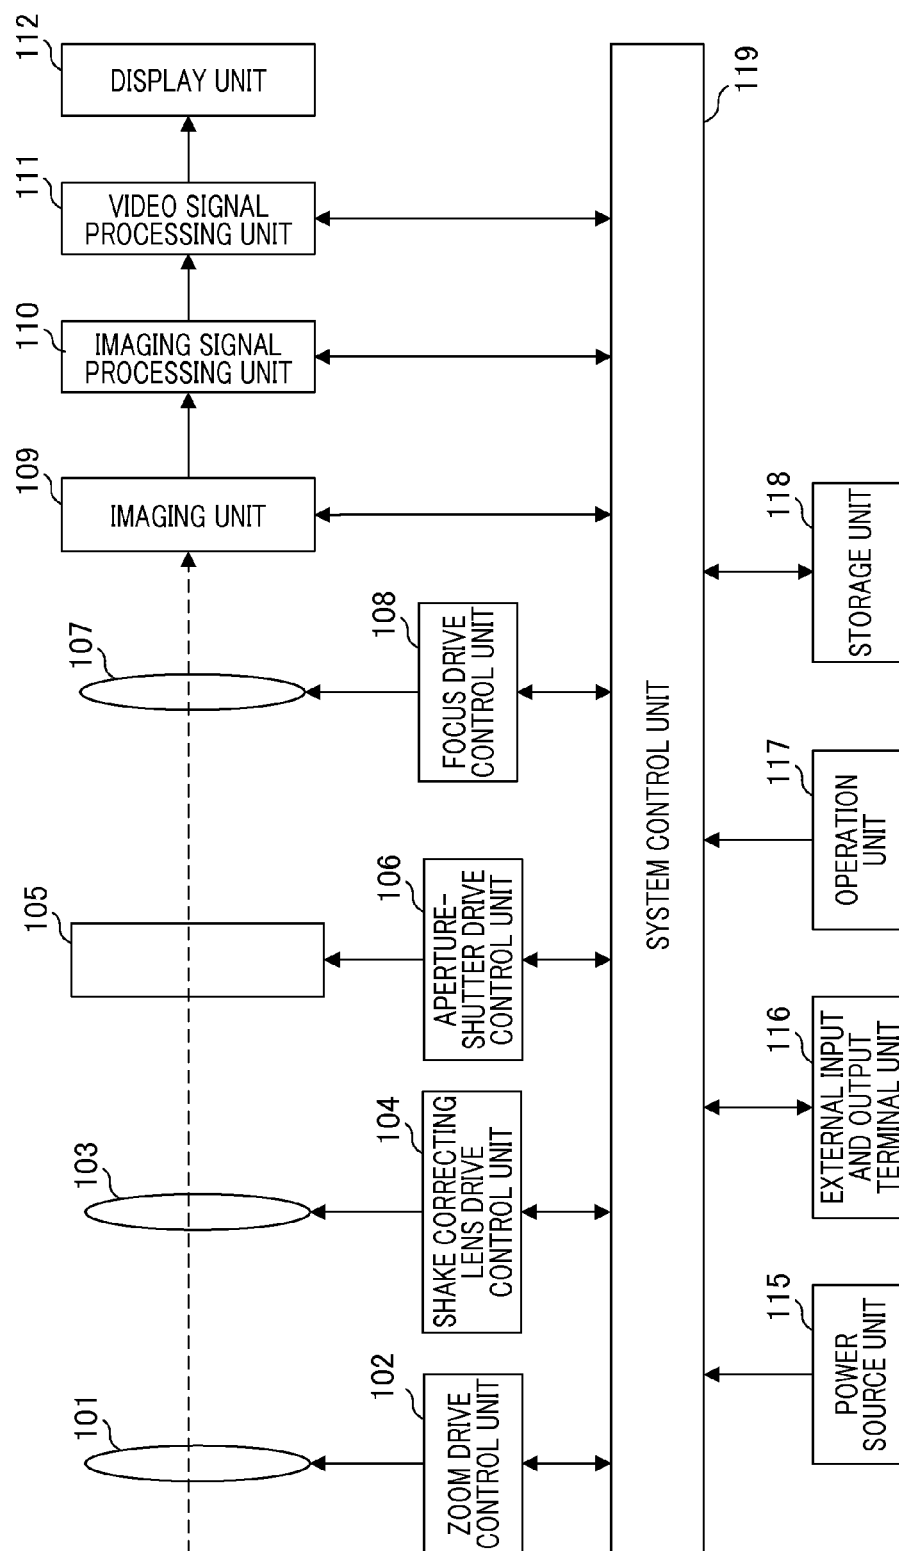 112
DISPLAY UNIT
111
VIDEO SIGNAL
PROCESSING UNIT
110
IMAGING SIGNAL
PROCESSING UNIT
109
IMAGING UNIT
107
108
FOCUS DRIVE
CONTROL UNIT
105
106
APERTURE-
SHUTTER DRIVE
CONTROL UNIT
103
104
SHAKE CORRECTING
LENS DRIVE
CONTROL UNIT
101
102
ZOOM DRIVE
CONTROL UNIT
119
SYSTEM CONTROL UNIT
118
STORAGE UNIT
117
OPERATION
UNIT
116
EXTERNAL INPUT
AND OUTPUT
TERMINAL UNIT
115
POWER
SOURCE UNIT